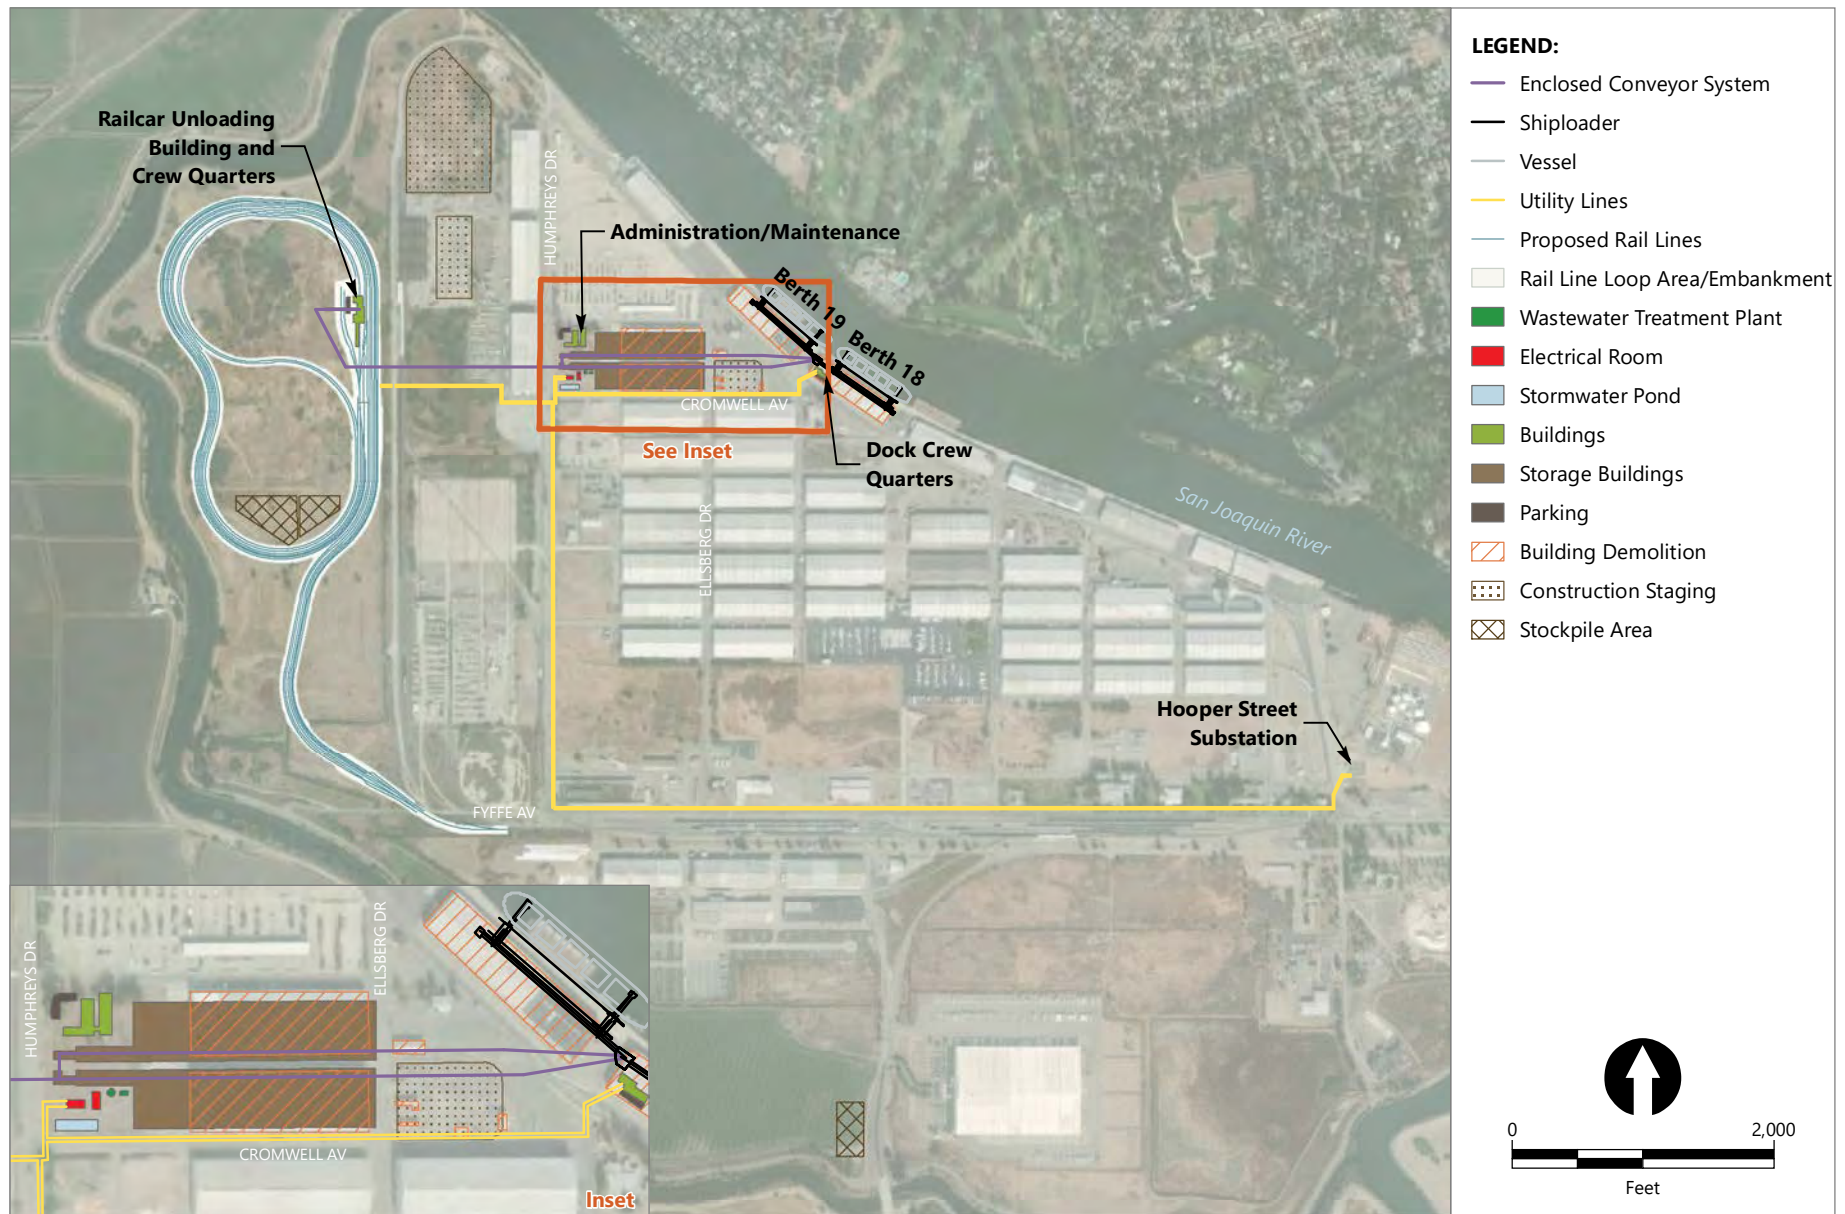 Railcar Unloading
Building and
Crew Quarters
HUMPHREYS DR
Administration/Maintenance
Berth 19
Berth 18
CROMWELL AV
See Inset
Dock Crew
Quarters
ELLSBERG DR
San Joaquin River
Hooper Street
Substation
FYFFE AV
HUMPHREYS DR
ELLSBERG DR
CROMWELL AV
Inset
LEGEND:
Enclosed Conveyor System
Shiploader
Vessel
Utility Lines
Proposed Rail Lines
Rail Line Loop Area/Embankment
Wastewater Treatment Plant
Electrical Room
Stormwater Pond
Buildings
Storage Buildings
Parking
Building Demolition
Construction Staging
Stockpile Area
0 2,000
Feet